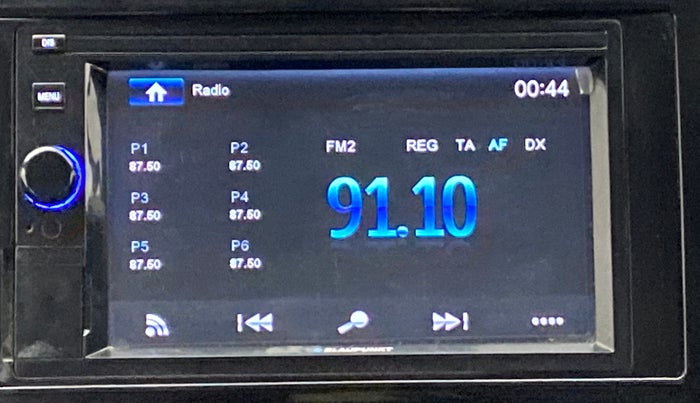 DIS
Radio 00:44
MENU
P1 P2 FM2 REG TA AF DX
87.50 87.50
P3 P4 91.10
87.50 87.50
P5 P6
87.50 87.50
BLAUPUNKT